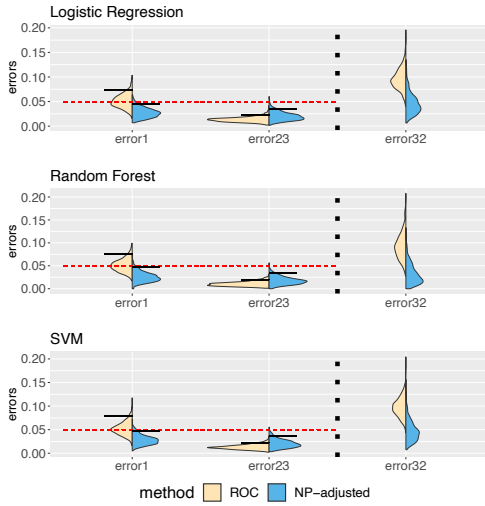 Logistic Regression
0.20
0.15
0.10
0.05
0.00
errors
error1 error23 error32
Random Forest
0.20
0.15
0.10
0.05
0.00
errors
error1 error23 error32
SVM
0.20
0.15
0.10
0.05
0.00
errors
error1 error23 error32
method ROC NP-adjusted